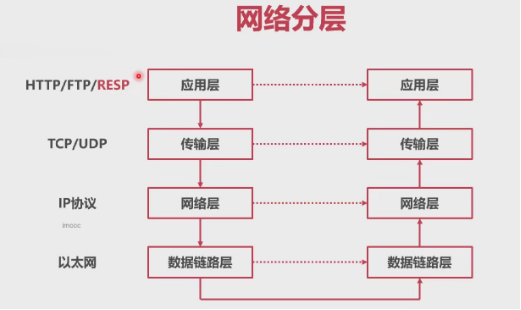 网络分层
HTTP/FTP/RESP 应用层 应用层
TCP/UDP 传输层 传输层
IP协议 网络层 网络层
imooc
以太网 数据链路层 数据链路层